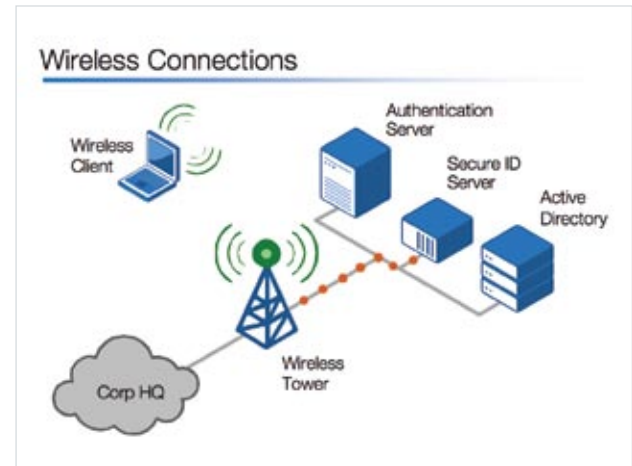 Wireless Connections
Authentication
Server
Wireless
Client
Secure ID
Server
Active
Directory
Wireless
Tower
Corp HQ